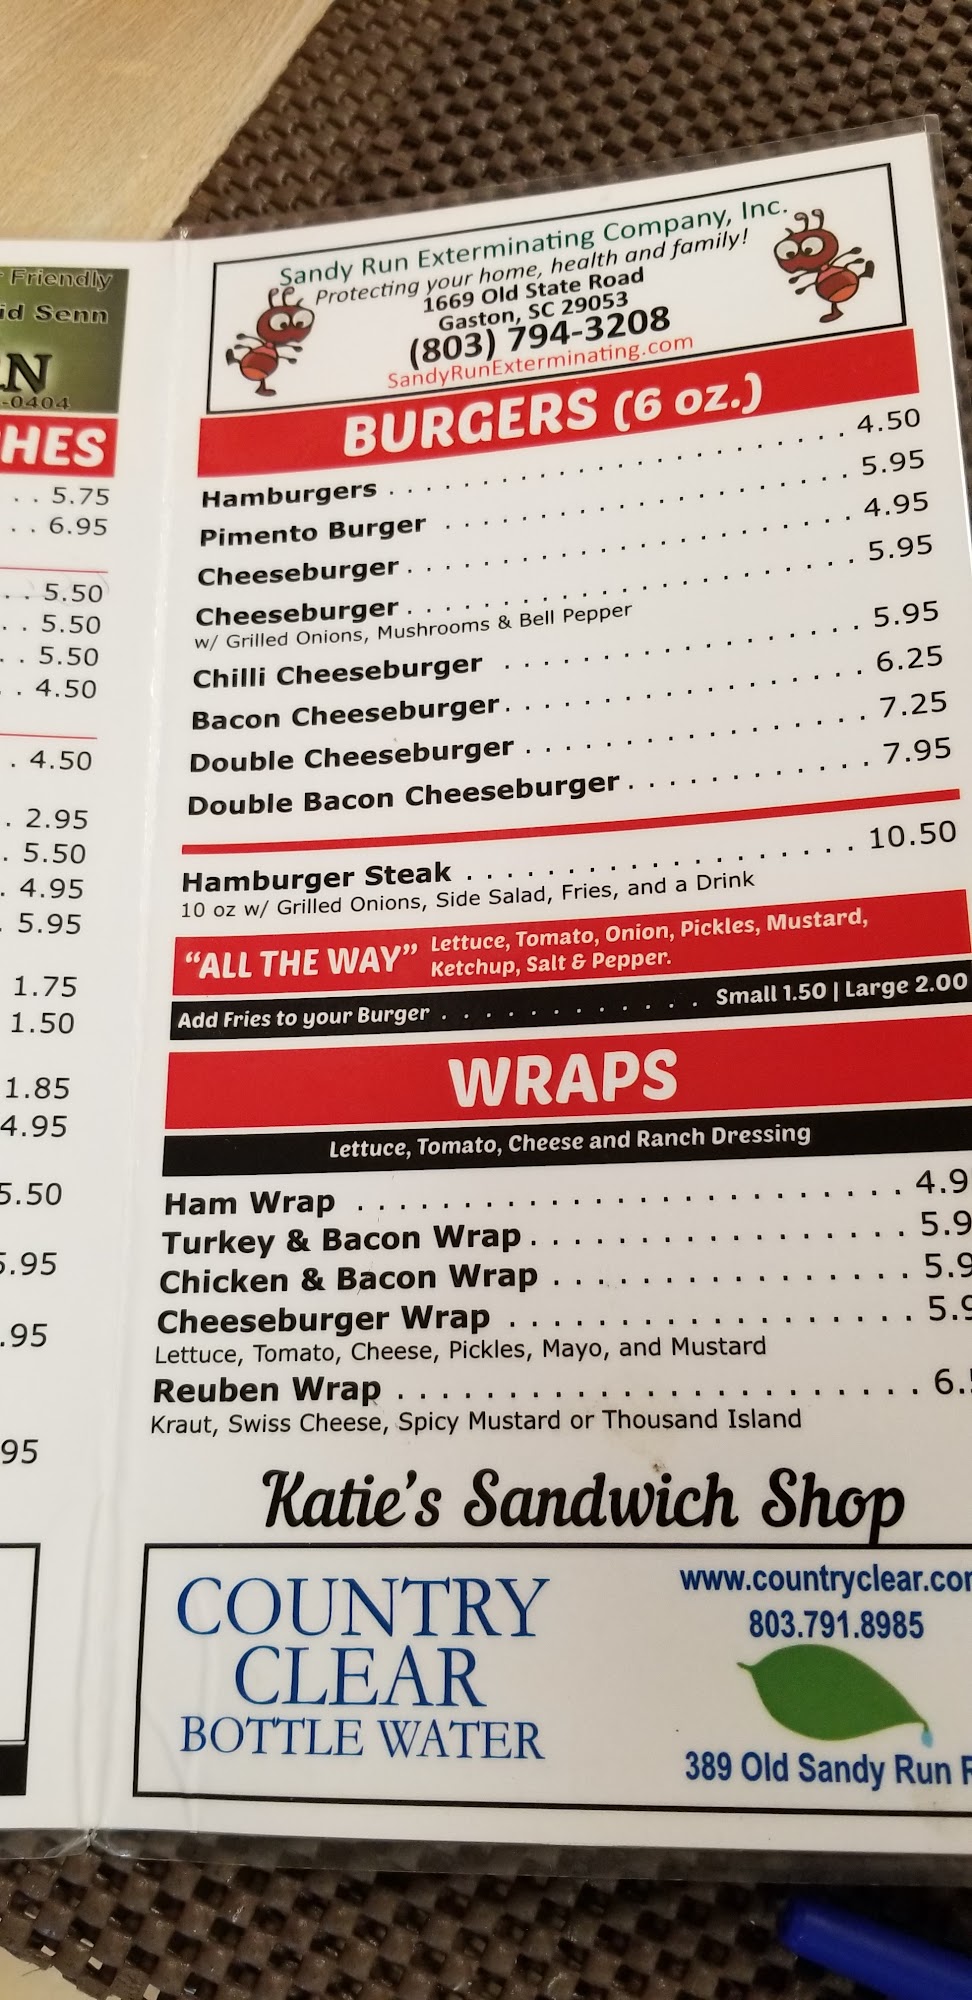 Friendly
id Senn
N
-0404
HES
. . 5.75
. . 6.95
. . 5.50
. . 5.50
. . 5.50
. . 4.50
. 4.50
. 2.95
. 5.50
. 4.95
. 5.95
1.75
1.50
1.85
4.95
5.50
5.95
.95
95
Sandy Run Exterminating Company, Inc.
Protecting your home, health and family!
1669 Old State Road
Gaston, SC 29053
(803) 794-3208
SandyRunExterminating.com
BURGERS (6 oz.)
Hamburgers . . . . . . . . . . . . . . . . . . . . . . . . . . . 4.50
Pimento Burger . . . . . . . . . . . . . . . . . . . . . . . . 5.95
Cheeseburger . . . . . . . . . . . . . . . . . . . . . . . . . . 4.95
Cheeseburger . . . . . . . . . . . . . . . . . . . . . . . . . . 5.95
w/ Grilled Onions, Mushrooms & Bell Pepper
Chilli Cheeseburger . . . . . . . . . . . . . . . . . . . . . 5.95
Bacon Cheeseburger . . . . . . . . . . . . . . . . . . . . . 6.25
Double Cheeseburger . . . . . . . . . . . . . . . . . . . . 7.25
Double Bacon Cheeseburger . . . . . . . . . . . . . . 7.95
Hamburger Steak . . . . . . . . . . . . . . . . . . . . . . 10.50
10 oz w/ Grilled Onions, Side Salad, Fries, and a Drink
“ALL THE WAY” Lettuce, Tomato, Onion, Pickles, Mustard,
Ketchup, Salt & Pepper.
Add Fries to your Burger . . . . . . . . . . . . Small 1.50 | Large 2.00
WRAPS
Lettuce, Tomato, Cheese and Ranch Dressing
Ham Wrap . . . . . . . . . . . . . . . . . . . . . . . . . . . 4.9
Turkey & Bacon Wrap . . . . . . . . . . . . . . . . . . 5.9
Chicken & Bacon Wrap . . . . . . . . . . . . . . . . . 5.9
Cheeseburger Wrap . . . . . . . . . . . . . . . . . . . . 5.9
Lettuce, Tomato, Cheese, Pickles, Mayo, and Mustard
Reuben Wrap . . . . . . . . . . . . . . . . . . . . . . . . . 6.
Kraut, Swiss Cheese, Spicy Mustard or Thousand Island
Katie's Sandwich Shop
COUNTRY
CLEAR
BOTTLE WATER
www.countryclear.com
803.791.8985
389 Old Sandy Run R